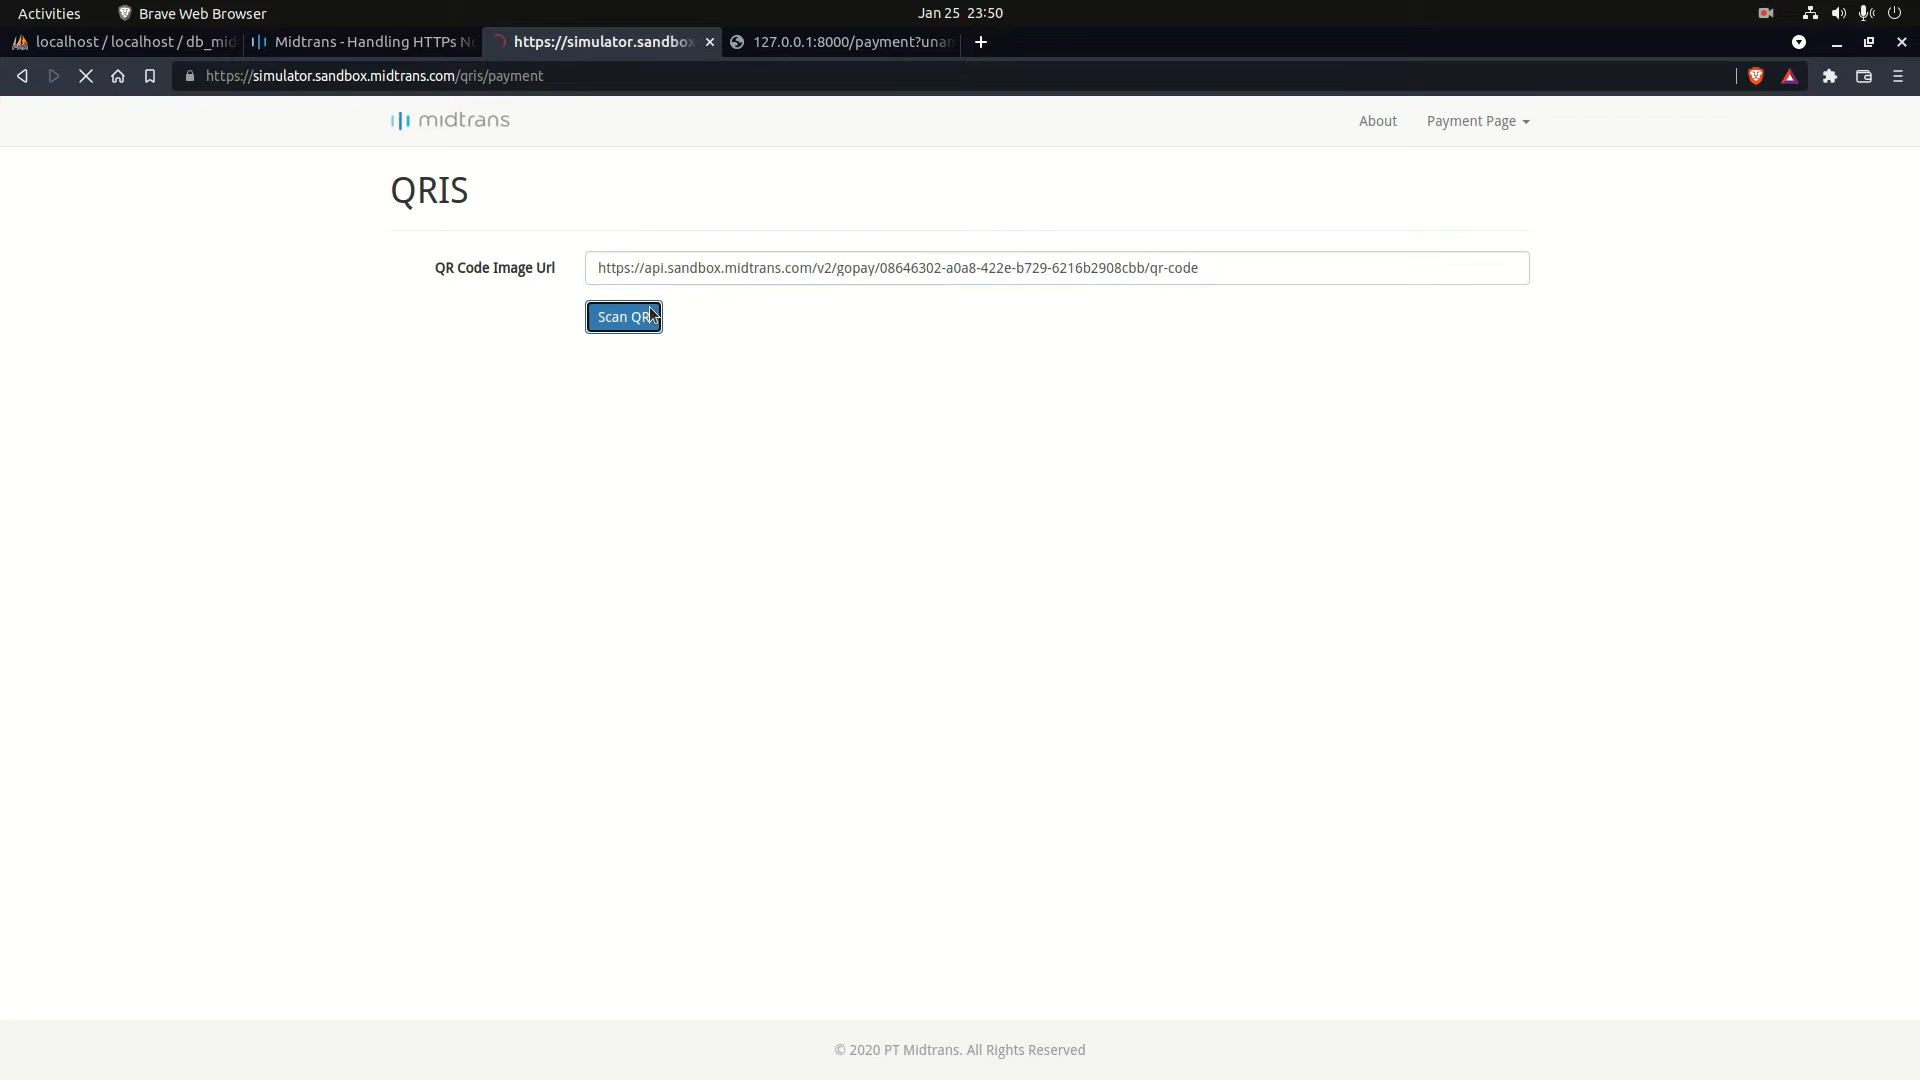 Activities Brave Web Browser Jan 25 23:50
localhost / localhost / db_mid Midtrans - Handling HTTPs No https://simulator.sandbox 127.0.0.1:8000/payment?unam
https://simulator.sandbox.midtrans.com/qris/payment
midtrans About Payment Page
QRIS
QR Code Image Url https://api.sandbox.midtrans.com/v2/gopay/08646302-a0a8-422e-b729-6216b2908cbb/qr-code
Scan QR
© 2020 PT Midtrans. All Rights Reserved